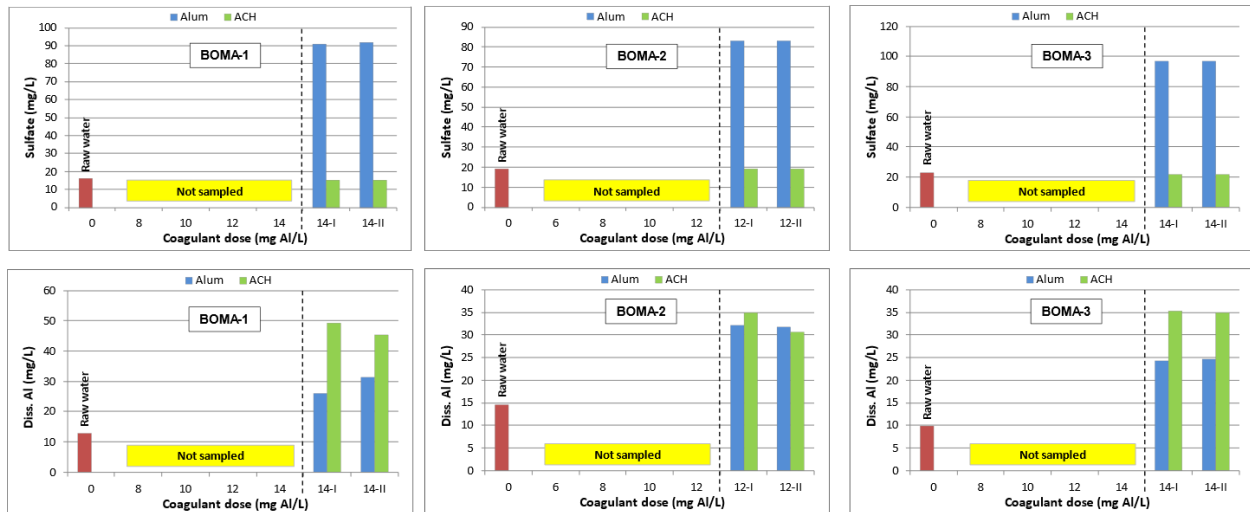 Alum ACH
BOMA-1
Sulfate (mg/L)
100
90
80
70
60
50
40
30
20
10
0
Raw water
Not sampled
0 8 10 12 14 14-I 14-II
Coagulant dose (mg Al/L)
Alum ACH
BOMA-2
Sulfate (mg/L)
90
80
70
60
50
40
30
20
10
0
Raw water
Not sampled
0 6 8 10 12 12-I 12-II
Coagulant dose (mg Al/L)
Alum ACH
BOMA-3
Sulfate (mg/L)
120
100
80
60
40
20
0
Raw water
Not sampled
0 8 10 12 14 14-I 14-II
Coagulant dose (mg Al/L)
Alum ACH
BOMA-1
Diss. Al (mg/L)
60
50
40
30
20
10
0
Raw water
Not sampled
0 8 10 12 14 14-I 14-II
Coagulant dose (mg Al/L)
Alum ACH
BOMA-2
Diss. Al (mg/L)
40
35
30
25
20
15
10
5
0
Raw water
Not sampled
0 6 8 10 12 12-I 12-II
Coagulant dose (mg Al/L)
Alum ACH
BOMA-3
Diss. Al (mg/L)
40
35
30
25
20
15
10
5
0
Raw water
Not sampled
0 8 10 12 14 14-I 14-II
Coagulant dose (mg Al/L)